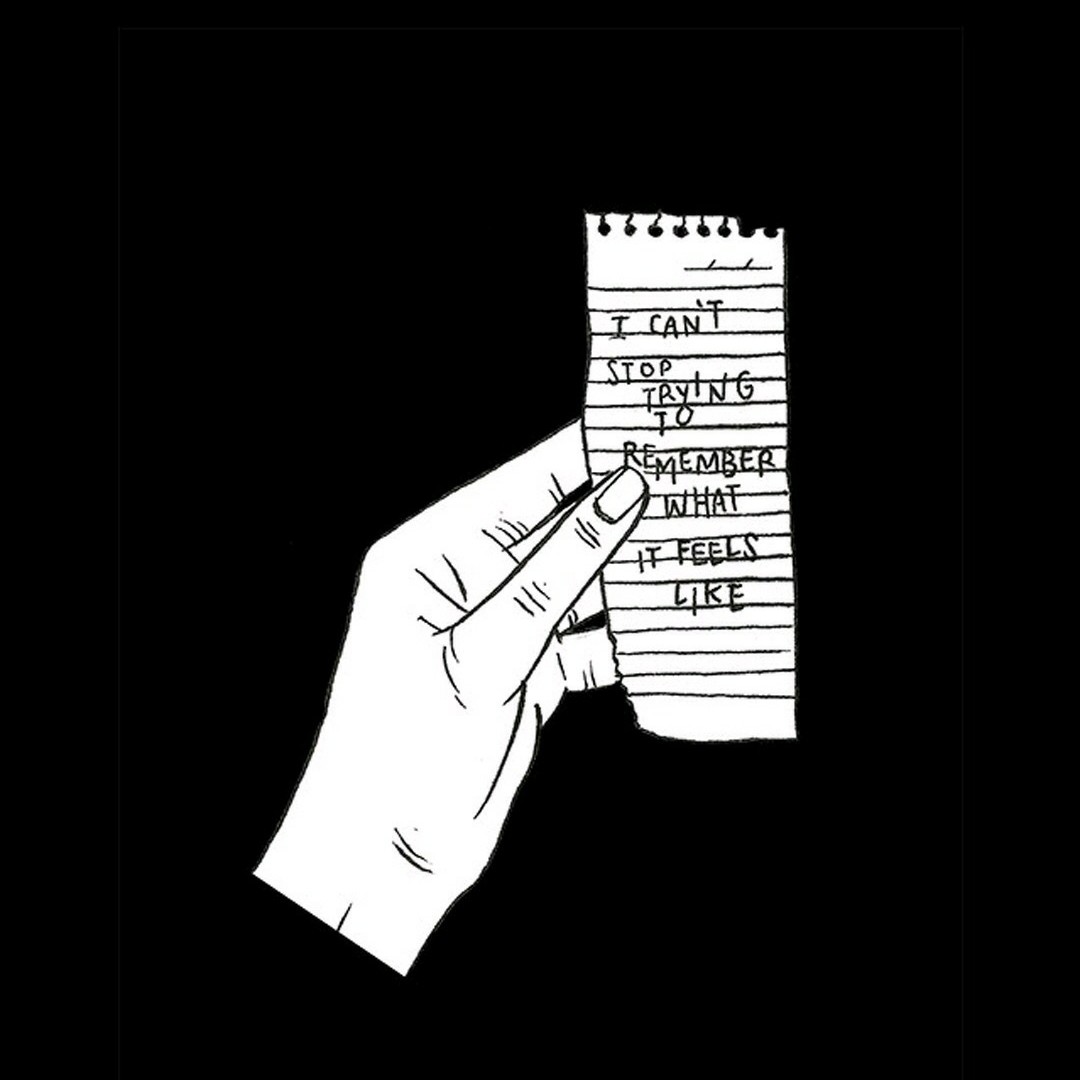 I CAN'T
STOP
TRYING
TO
REMEMBER
WHAT
IT FEELS
LIKE